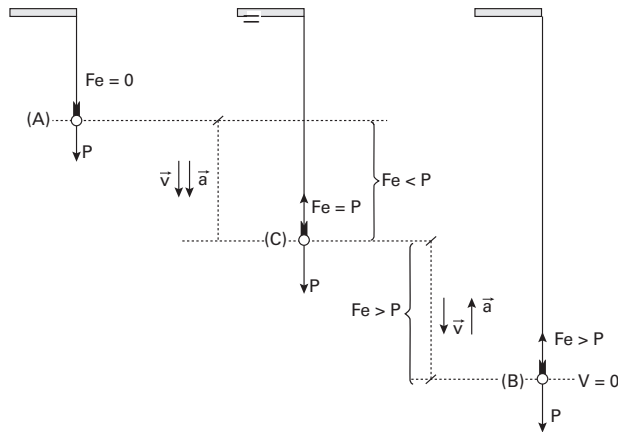 Fe = 0
(A)
P
v a
Fe < P
Fe = P
(C)
P
Fe > P
v a
Fe > P
(B)
V = 0
P